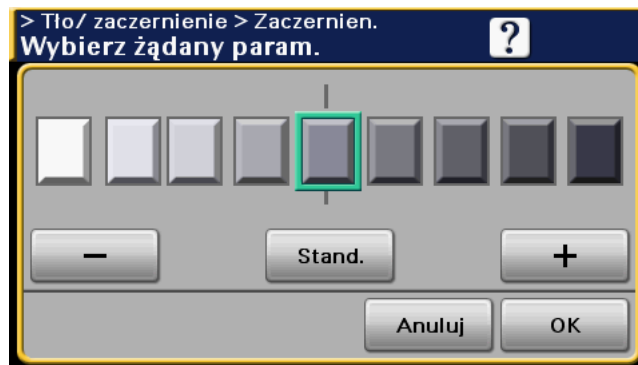 > Tło/ zaczernienie > Zaczernien.
Wybierz żądany param.
?
− Stand. +
Anuluj OK